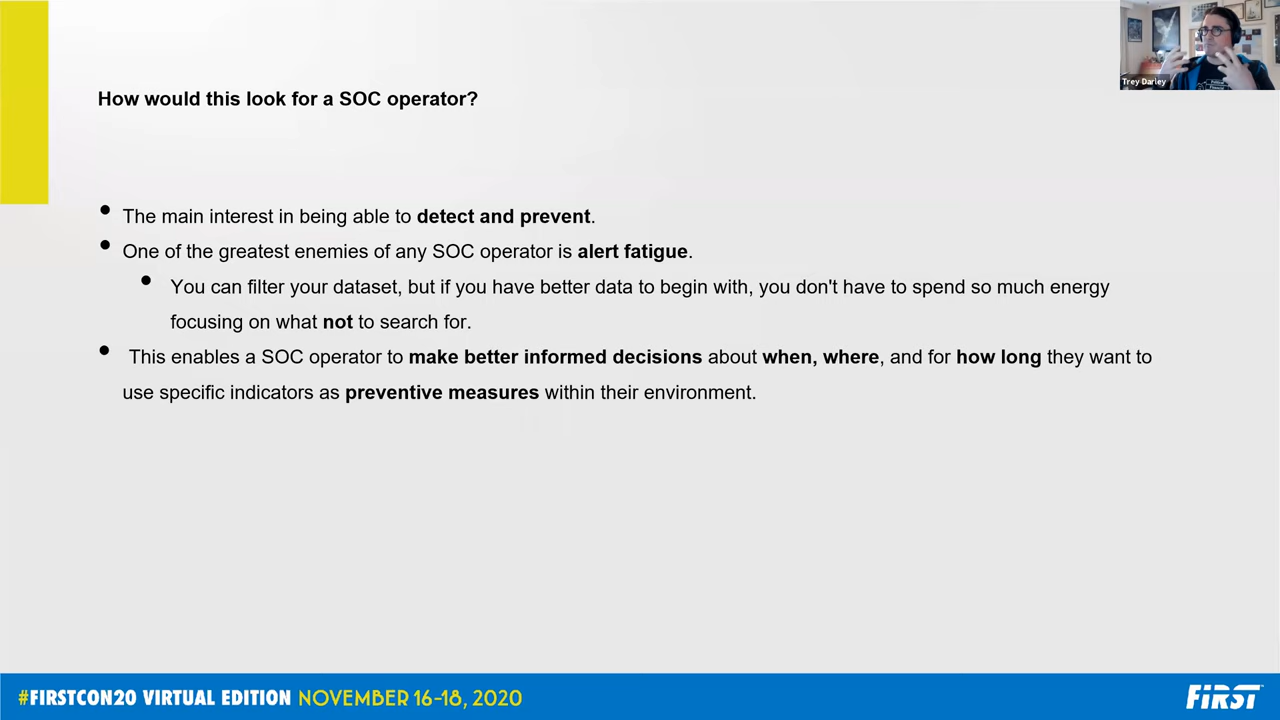 Trey Darley
How would this look for a SOC operator?
• The main interest in being able to detect and prevent.
• One of the greatest enemies of any SOC operator is alert fatigue.
• You can filter your dataset, but if you have better data to begin with, you don't have to spend so much energy
focusing on what not to search for.
• This enables a SOC operator to make better informed decisions about when, where, and for how long they want to
use specific indicators as preventive measures within their environment.
#FIRSTCON20 VIRTUAL EDITION NOVEMBER 16-18, 2020
FIRST